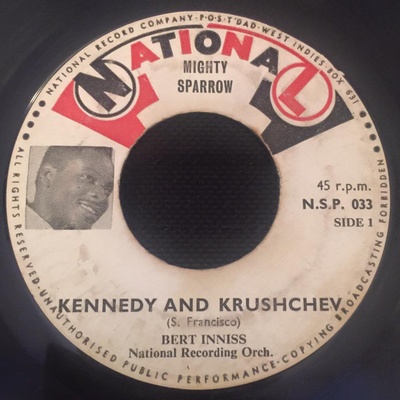 NATIONAL RECORD COMPANY-P-O-S-T'DAD-WEST INDIES-BOX 631
NATIONAL
MIGHTY
SPARROW
45 r.p.m.
N.S.P. 033
SIDE 1
KENNEDY AND KRUSHCHEV
(S. Francisco)
BERT INNISS
National Recording Orch.
ALL RIGHTS RESERVED-UNAUTHORISED PUBLIC PERFORMANCE-COPYING BROADCASTING FORBIDDEN